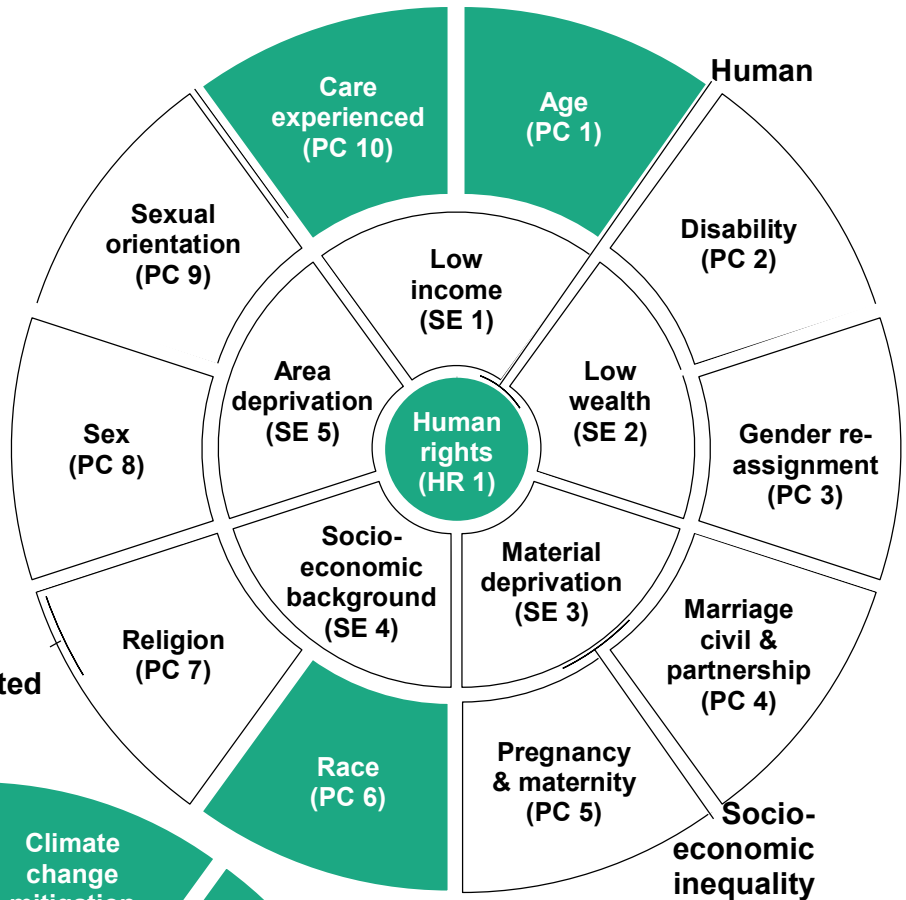 Human
Care
experienced
(PC 10)
Age
(PC 1)
Sexual
orientation
(PC 9)
Disability
(PC 2)
Low
income
(SE 1)
Area
deprivation
(SE 5)
Low
wealth
(SE 2)
Human
rights
(HR 1)
Sex
(PC 8)
Gender re-
assignment
(PC 3)
Socio-
economic
background
(SE 4)
Material
deprivation
(SE 3)
Religion
(PC 7)
Marriage
civil &
partnership
(PC 4)
ted
Race
(PC 6)
Pregnancy
& maternity
(PC 5)
Socio-
economic
inequality
Climate
change
mitigation